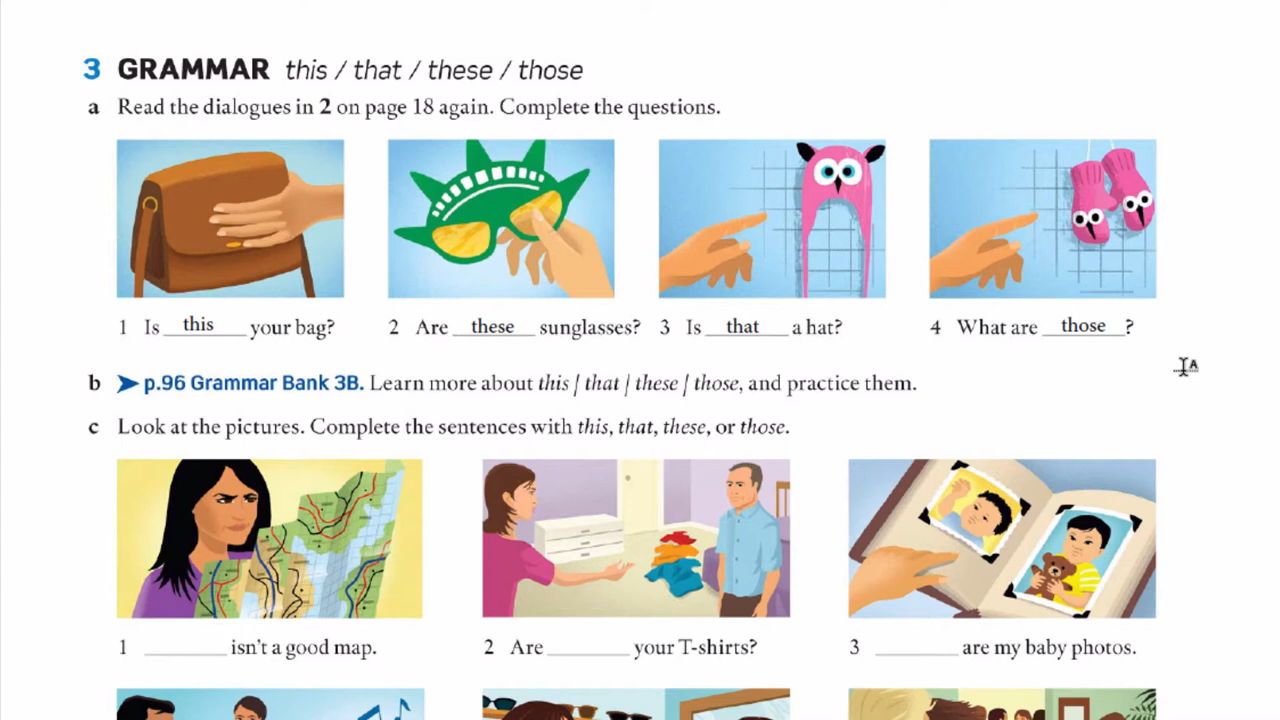 3 GRAMMAR this / that / these / those
a Read the dialogues in 2 on page 18 again. Complete the questions.
1 Is this your bag?
2 Are these sunglasses?
3 Is that a hat?
4 What are those ?
b ➤ p.96 Grammar Bank 3B. Learn more about this / that / these / those, and practice them.
c Look at the pictures. Complete the sentences with this, that, these, or those.
1 ________ isn't a good map.
2 Are ________ your T-shirts?
3 ________ are my baby photos.